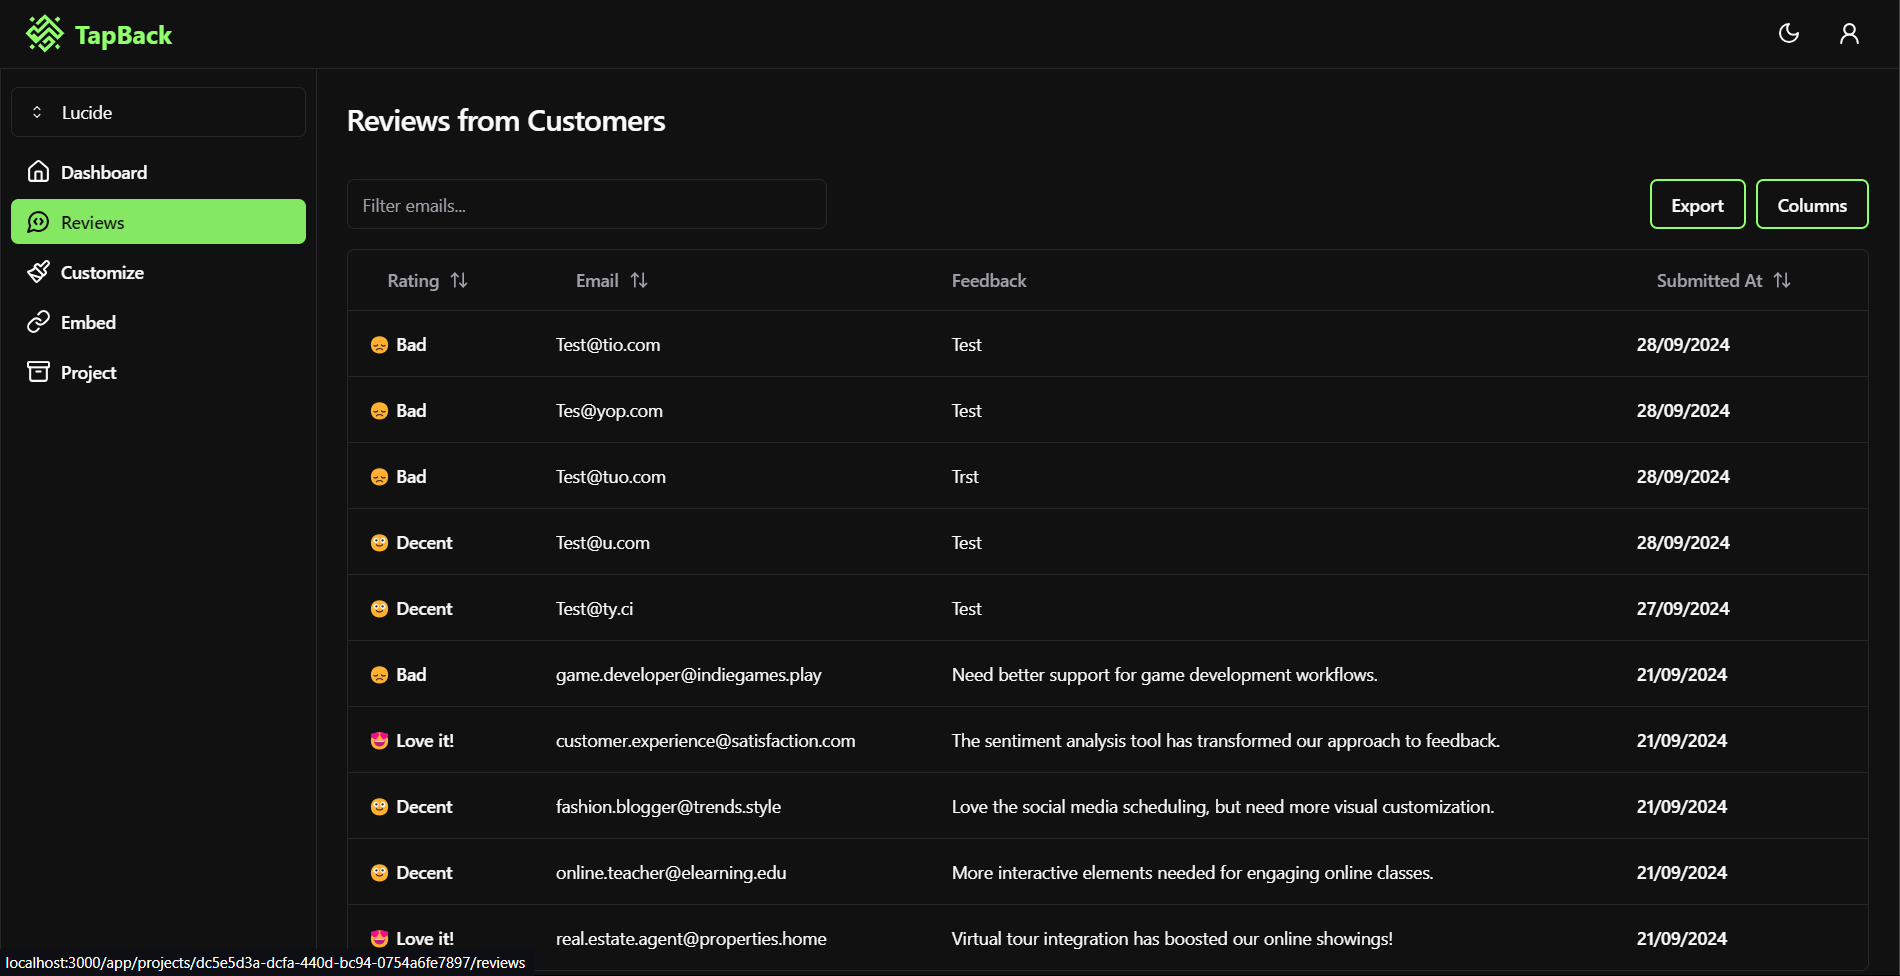 TapBack
Lucide
Dashboard
Reviews
Customize
Embed
Project
Reviews from Customers
Filter emails...
Export Columns
Rating Email Feedback Submitted At
Bad Test@tio.com Test 28/09/2024
Bad Tes@yop.com Test 28/09/2024
Bad Test@tuo.com Trst 28/09/2024
Decent Test@u.com Test 28/09/2024
Decent Test@ty.ci Test 27/09/2024
Bad game.developer@indiegames.play Need better support for game development workflows. 21/09/2024
Love it! customer.experience@satisfaction.com The sentiment analysis tool has transformed our approach to feedback. 21/09/2024
Decent fashion.blogger@trends.style Love the social media scheduling, but need more visual customization. 21/09/2024
Decent online.teacher@elearning.edu More interactive elements needed for engaging online classes. 21/09/2024
Love it! real.estate.agent@properties.home Virtual tour integration has boosted our online showings! 21/09/2024
localhost:3000/app/projects/dc5e5d3a-dcfa-440d-bc94-0754a6fe7897/reviews